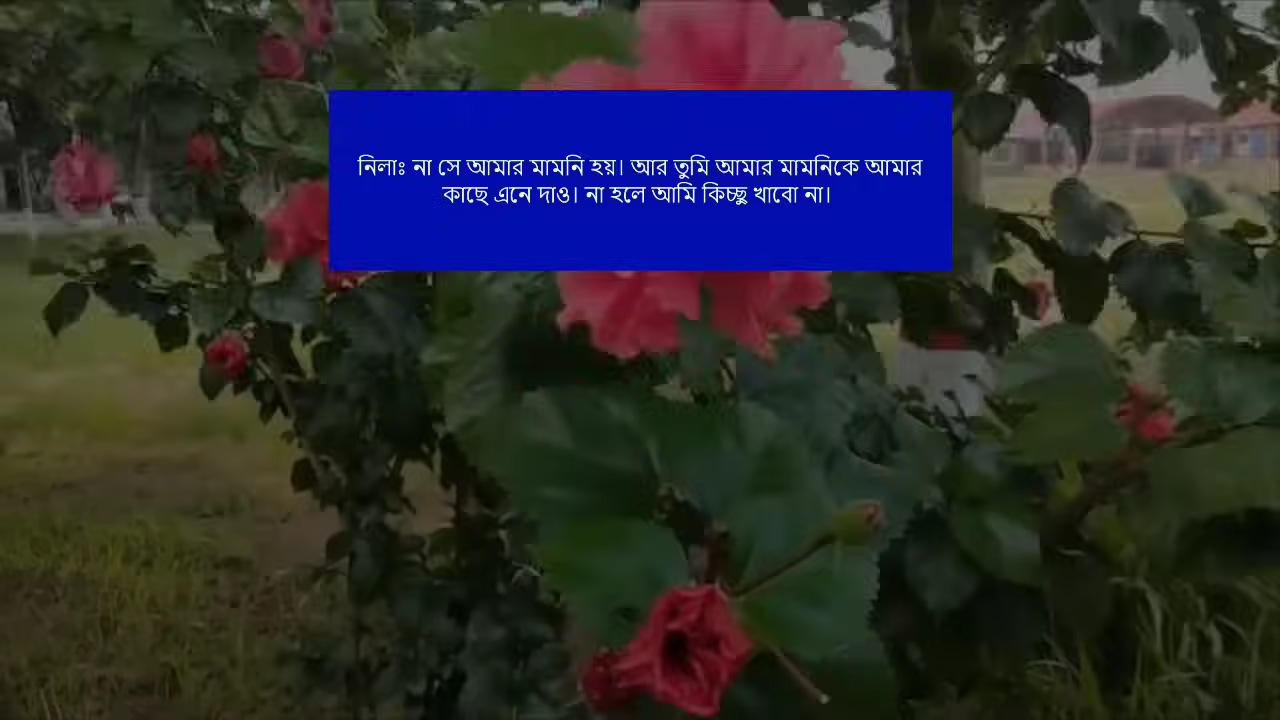 নিলাঃ না সে আমার মামনি হয়। আর তুমি আমার মামনিকে আমার
কাছে এনে দাও। না হলে আমি কিচ্ছু খাবো না।